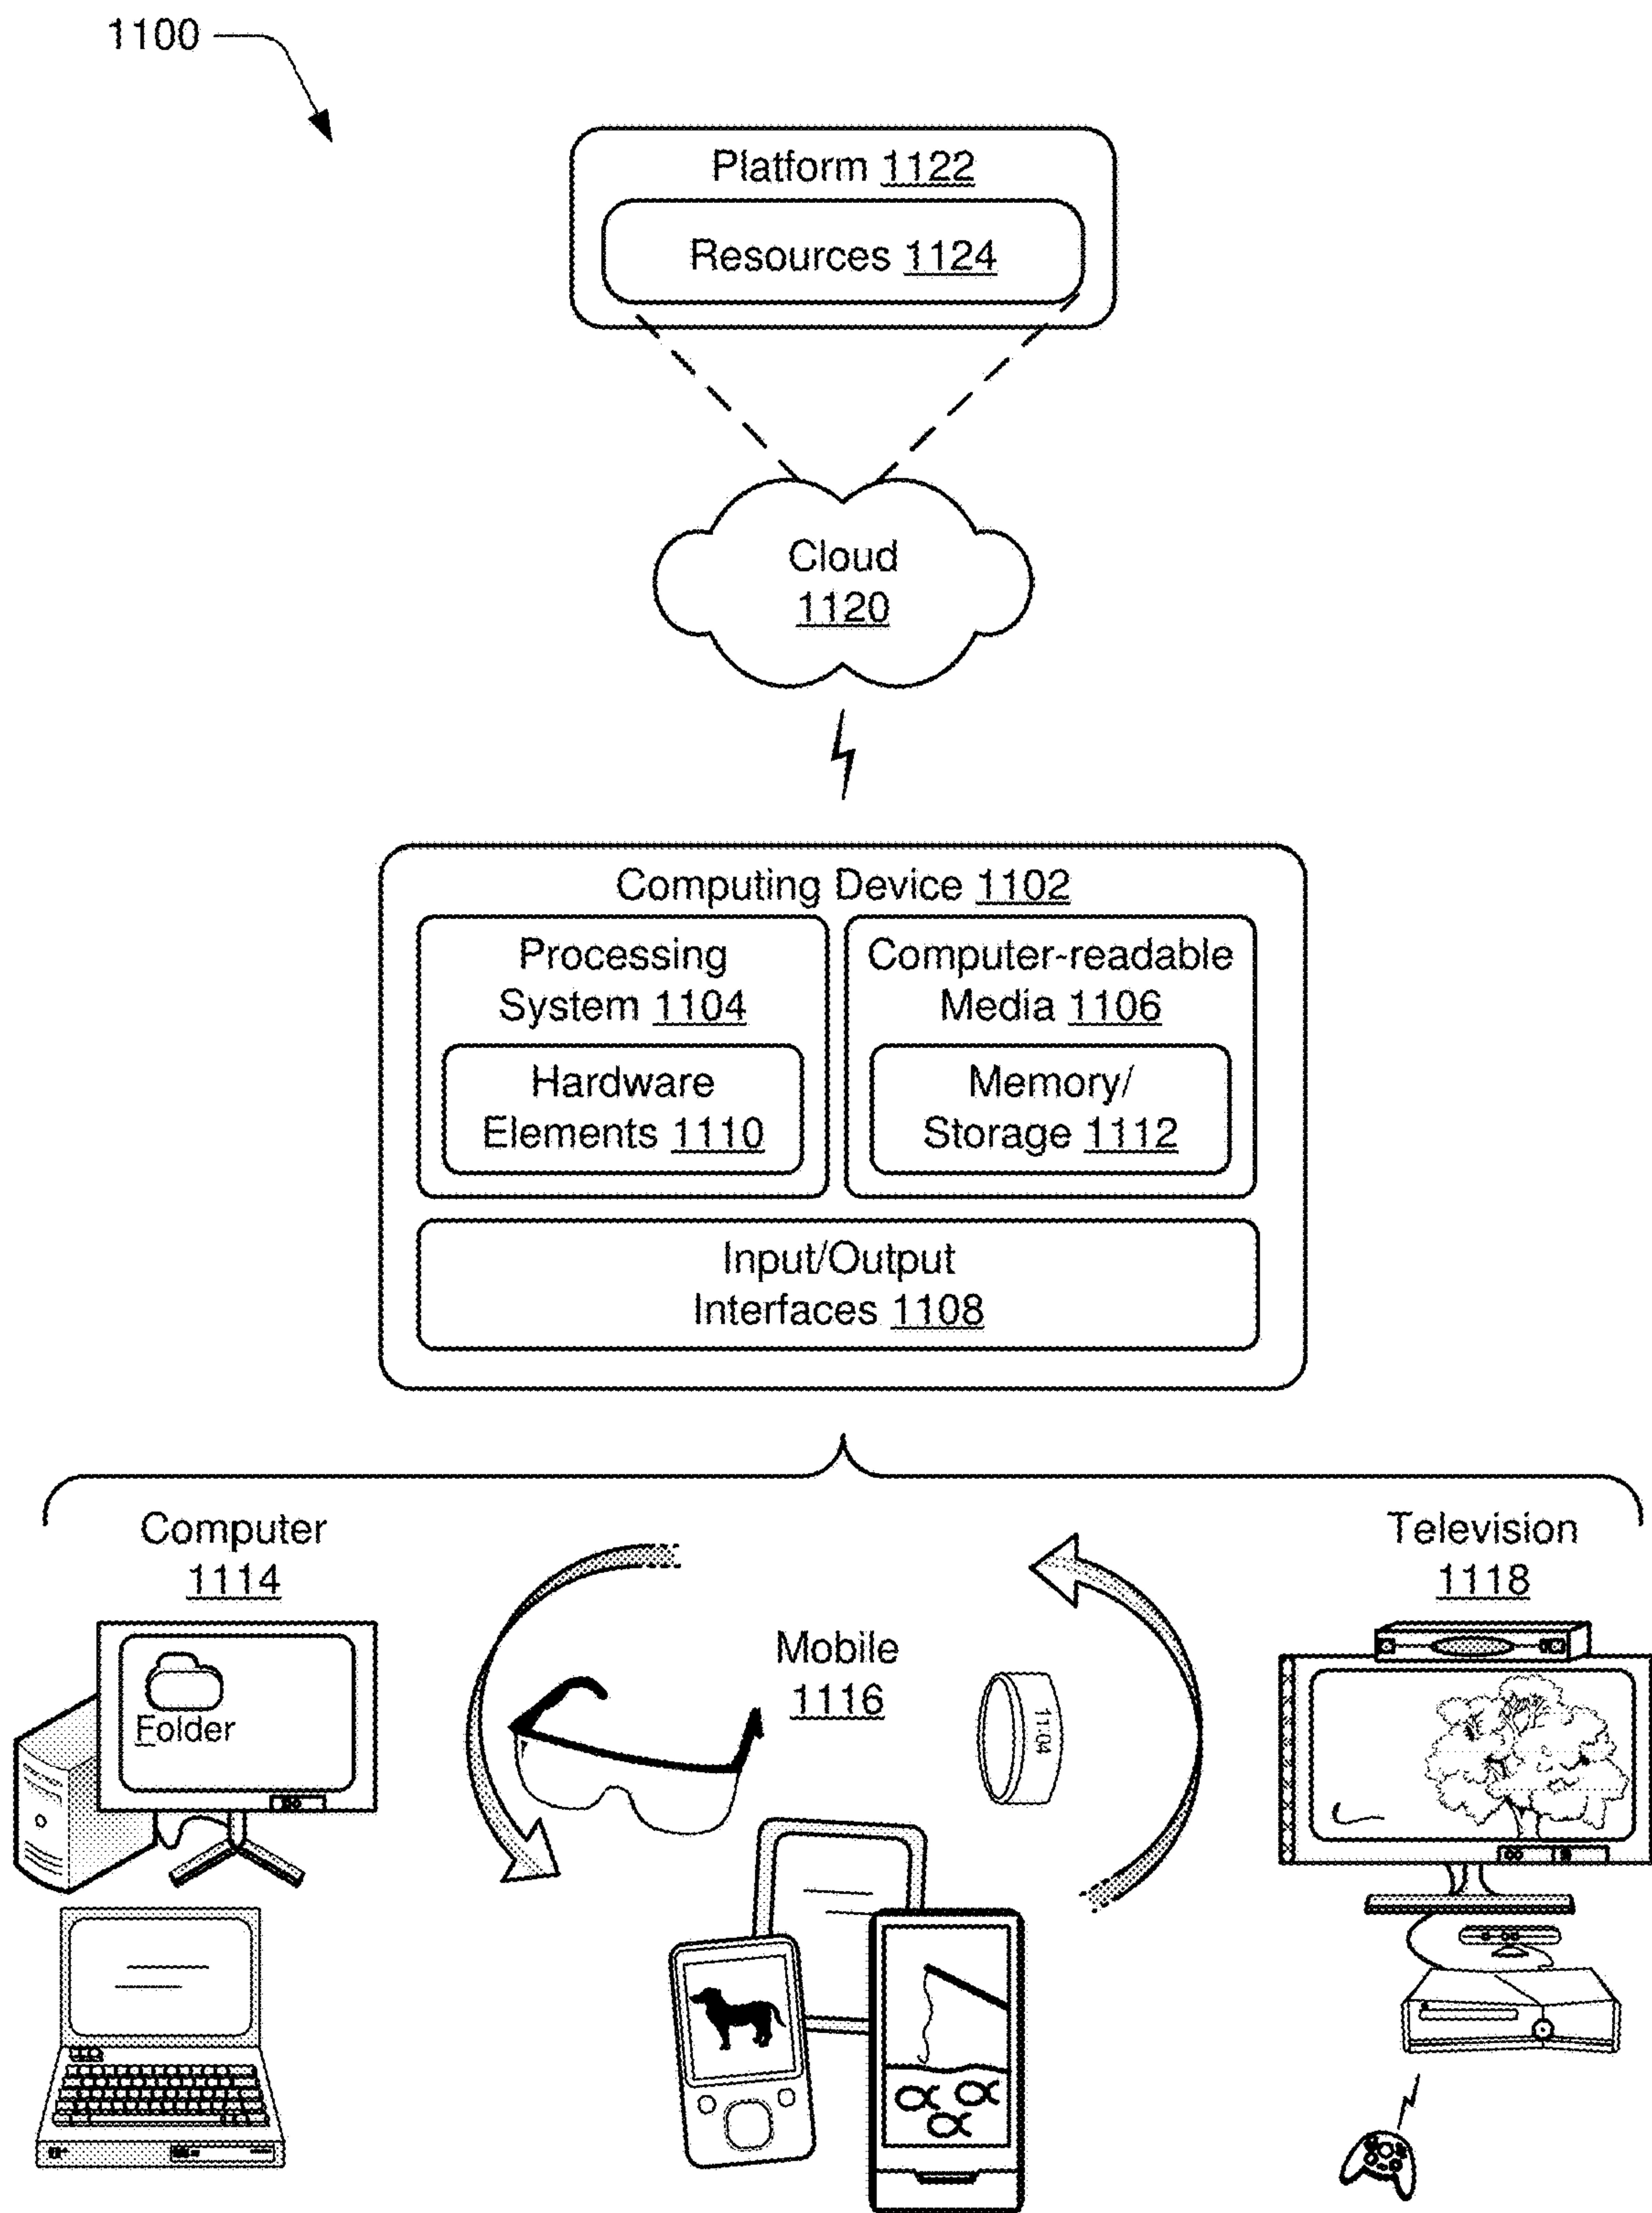 1100
Platform 1122
Resources 1124
Cloud
1120
Computing Device 1102
Processing
System 1104
Computer-readable
Media 1106
Hardware
Elements 1110
Memory/
Storage 1112
Input/Output
Interfaces 1108
Computer
1114
Television
1118
Mobile
1116
Folder
11:04